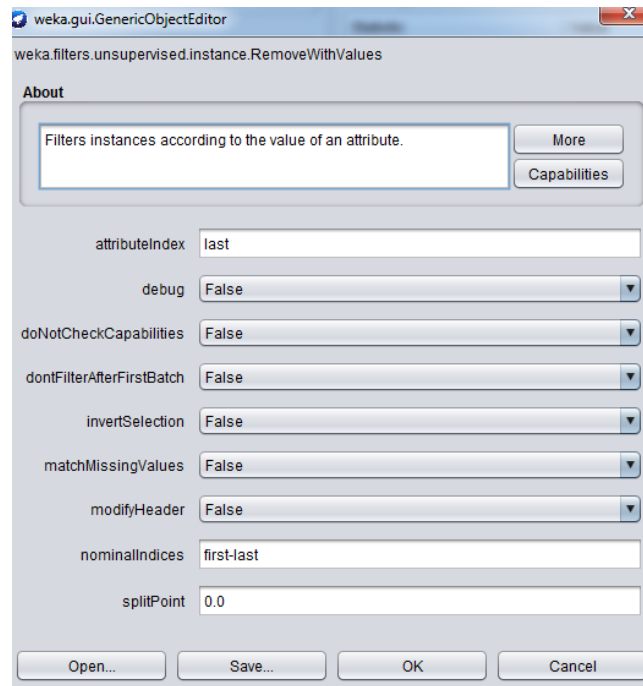 weka.gui.GenericObjectEditor
weka.filters.unsupervised.instance.RemoveWithValues
About
Filters instances according to the value of an attribute.
More
Capabilities
attributeIndex last
debug False
doNotCheckCapabilities False
dontFilterAfterFirstBatch False
invertSelection False
matchMissingValues False
modifyHeader False
nominalIndices first-last
splitPoint 0.0
Open... Save... OK Cancel